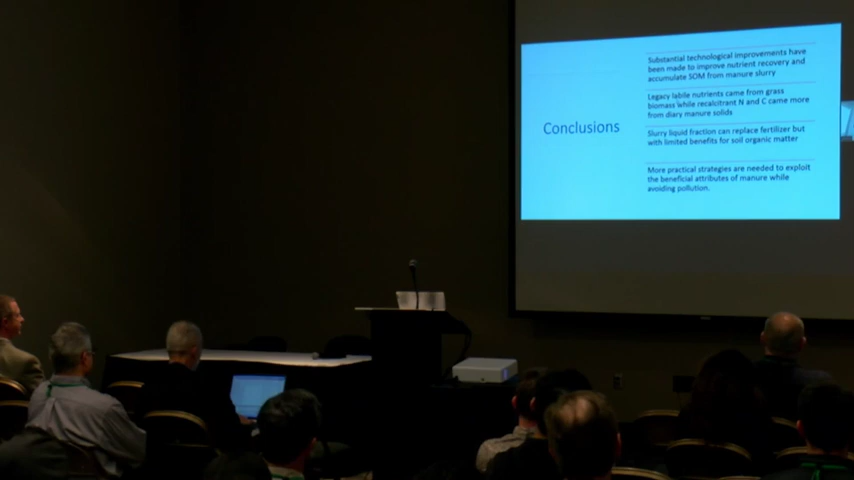 Conclusions
Substantial technological improvements have
been made to improve nutrient recovery and
accumulate SOM from manure slurry
Legacy labile nutrients came from grass
biomass while recalcitrant N and C came more
from diary manure solids
Slurry liquid fraction can replace fertilizer but
with limited benefits for soil organic matter
More practical strategies are needed to exploit
the beneficial attributes of manure while
avoiding pollution.